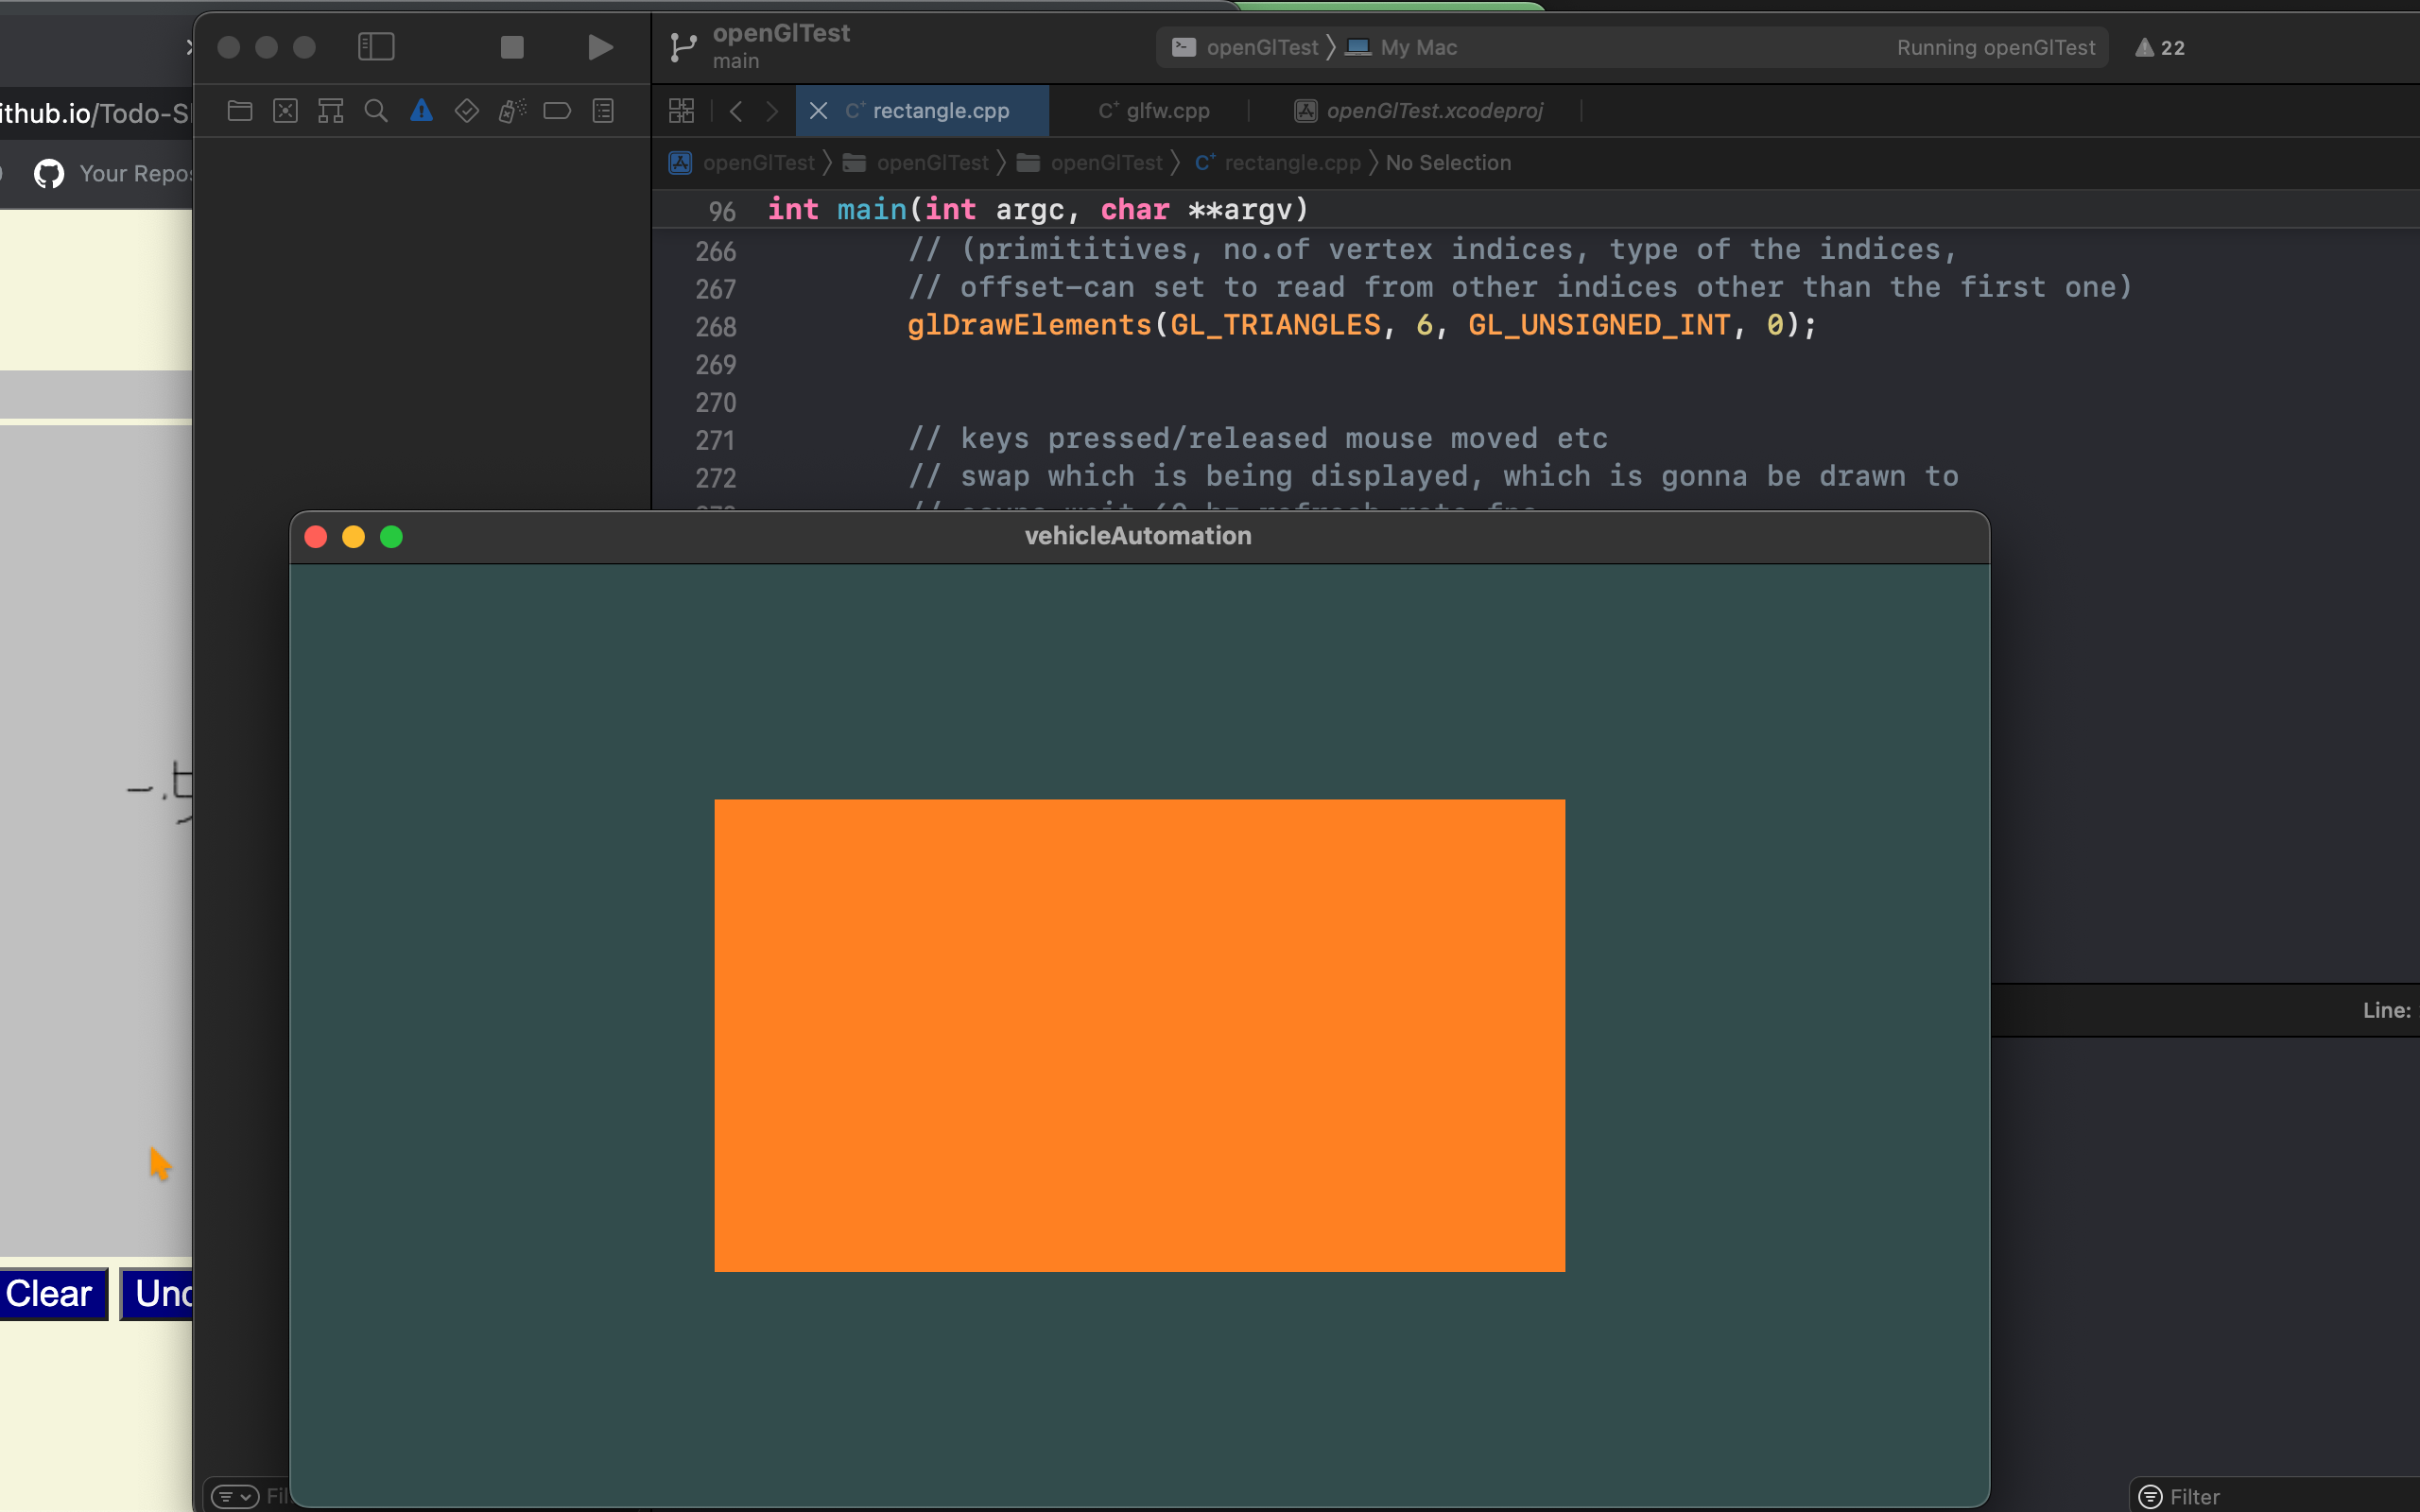 openGlTest
main
openGlTest My Mac
Running openGlTest
22
rectangle.cpp
glfw.cpp
openGlTest.xcodeproj
openGlTest openGlTest openGlTest rectangle.cpp No Selection
96 int main(int argc, char **argv)
266 // (primititives, no.of vertex indices, type of the indices,
267 // offset-can set to read from other indices other than the first one)
268 glDrawElements(GL_TRIANGLES, 6, GL_UNSIGNED_INT, 0);
269
270
271 // keys pressed/released mouse moved etc
272 // swap which is being displayed, which is gonna be drawn to
vehicleAutomation
Line:
Filter
ithub.io/Todo-S
Your Repos
Clear
Und
Fil